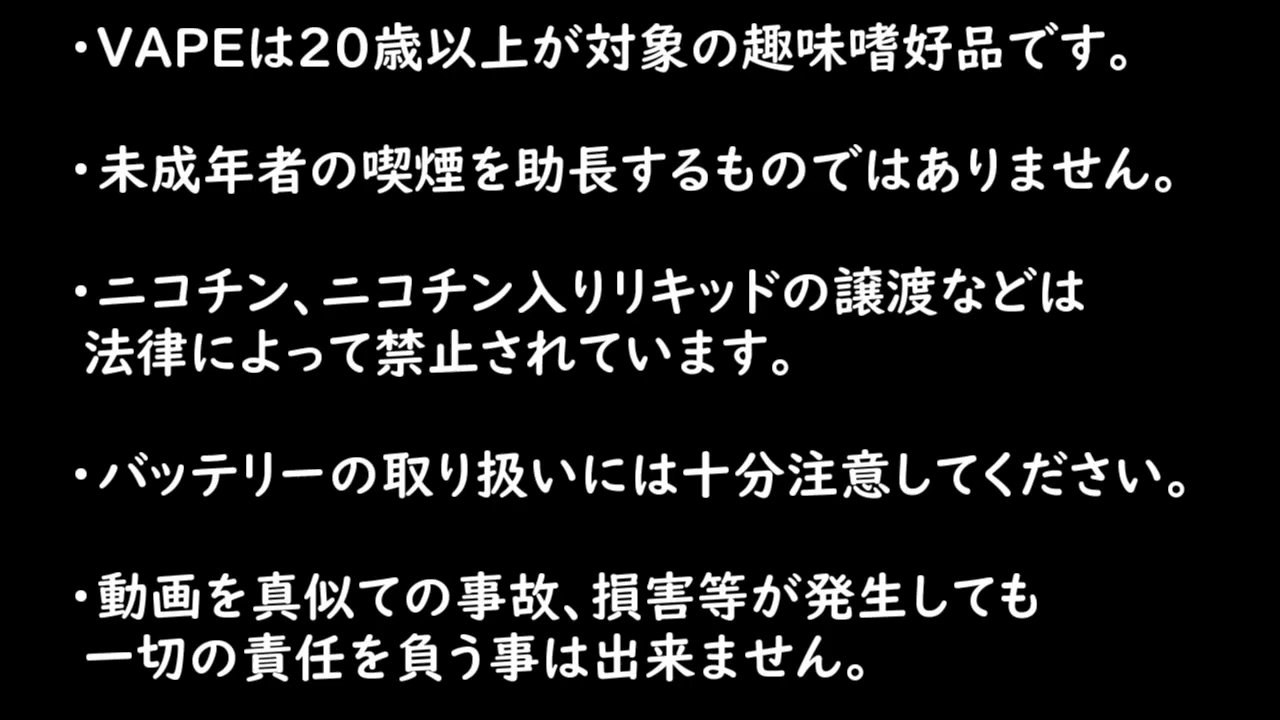 ・VAPEは20歳以上が対象の趣味嗜好品です。
・未成年者の喫煙を助長するものではありません。
・ニコチン、ニコチン入りリキッドの譲渡などは
法律によって禁止されています。
・バッテリーの取り扱いには十分注意してください。
・動画を真似ての事故、損害等が発生しても
一切の責任を負う事は出来ません。